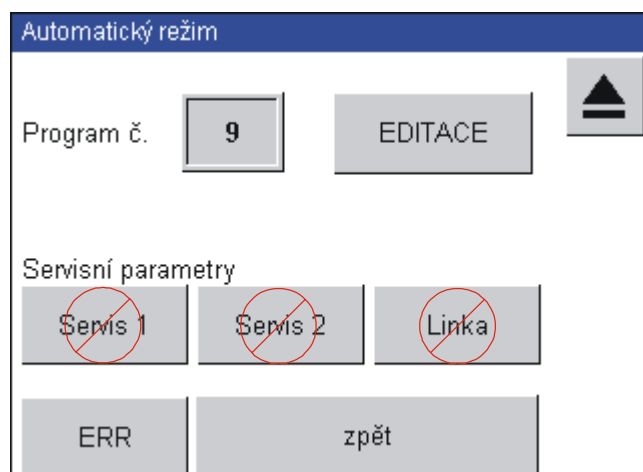 Automatický režim
Program č. 9 EDITACE
Servisní parametry
Servis 1 Servis 2 Linka
ERR zpět